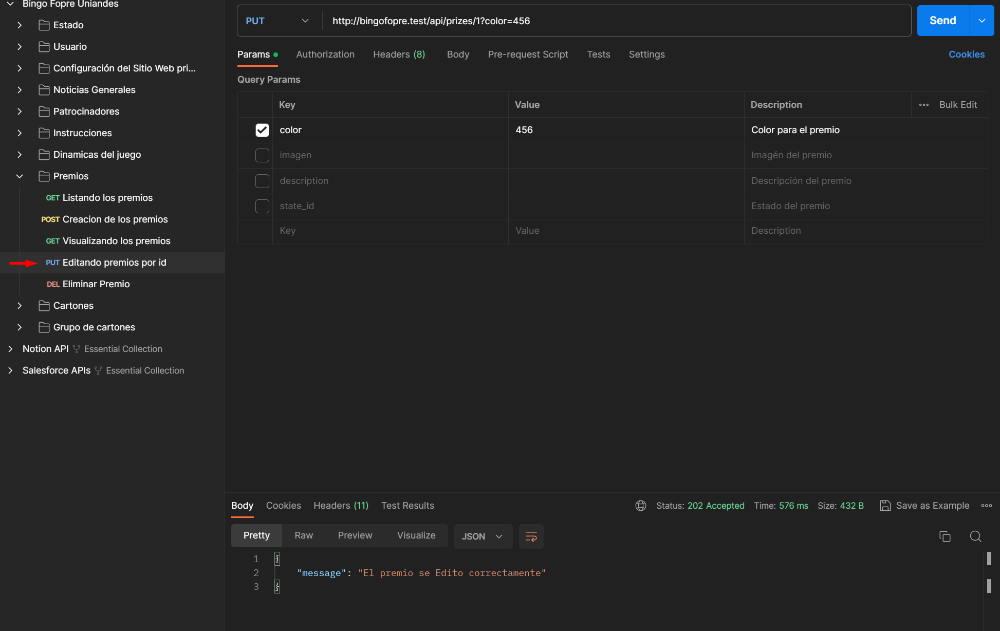 Bingo Fopre Uniandes
Estado
Usuario
Configuración del Sitio Web pri...
Noticias Generales
Patrocinadores
Instrucciones
Dinamicas del juego
Premios
GET Listando los premios
POST Creacion de los premios
GET Visualizando los premios
PUT Editando premios por id
DEL Eliminar Premio
Cartones
Grupo de cartones
Notion API Essential Collection
Salesforce APIs Essential Collection
PUT http://bingofopre.test/api/prizes/1?color=456 Send
Params Authorization Headers (8) Body Pre-request Script Tests Settings Cookies
Query Params
Key Value Description Bulk Edit
color 456 Color para el premio
imagen Imagén del premio
description Descripción del premio
state_id Estado del premio
Key Value Description
Body Cookies Headers (11) Test Results Status: 202 Accepted Time: 576 ms Size: 432 B Save as Example
Pretty Raw Preview Visualize JSON
1 {
2 "message": "El premio se Edito correctamente"
3 }